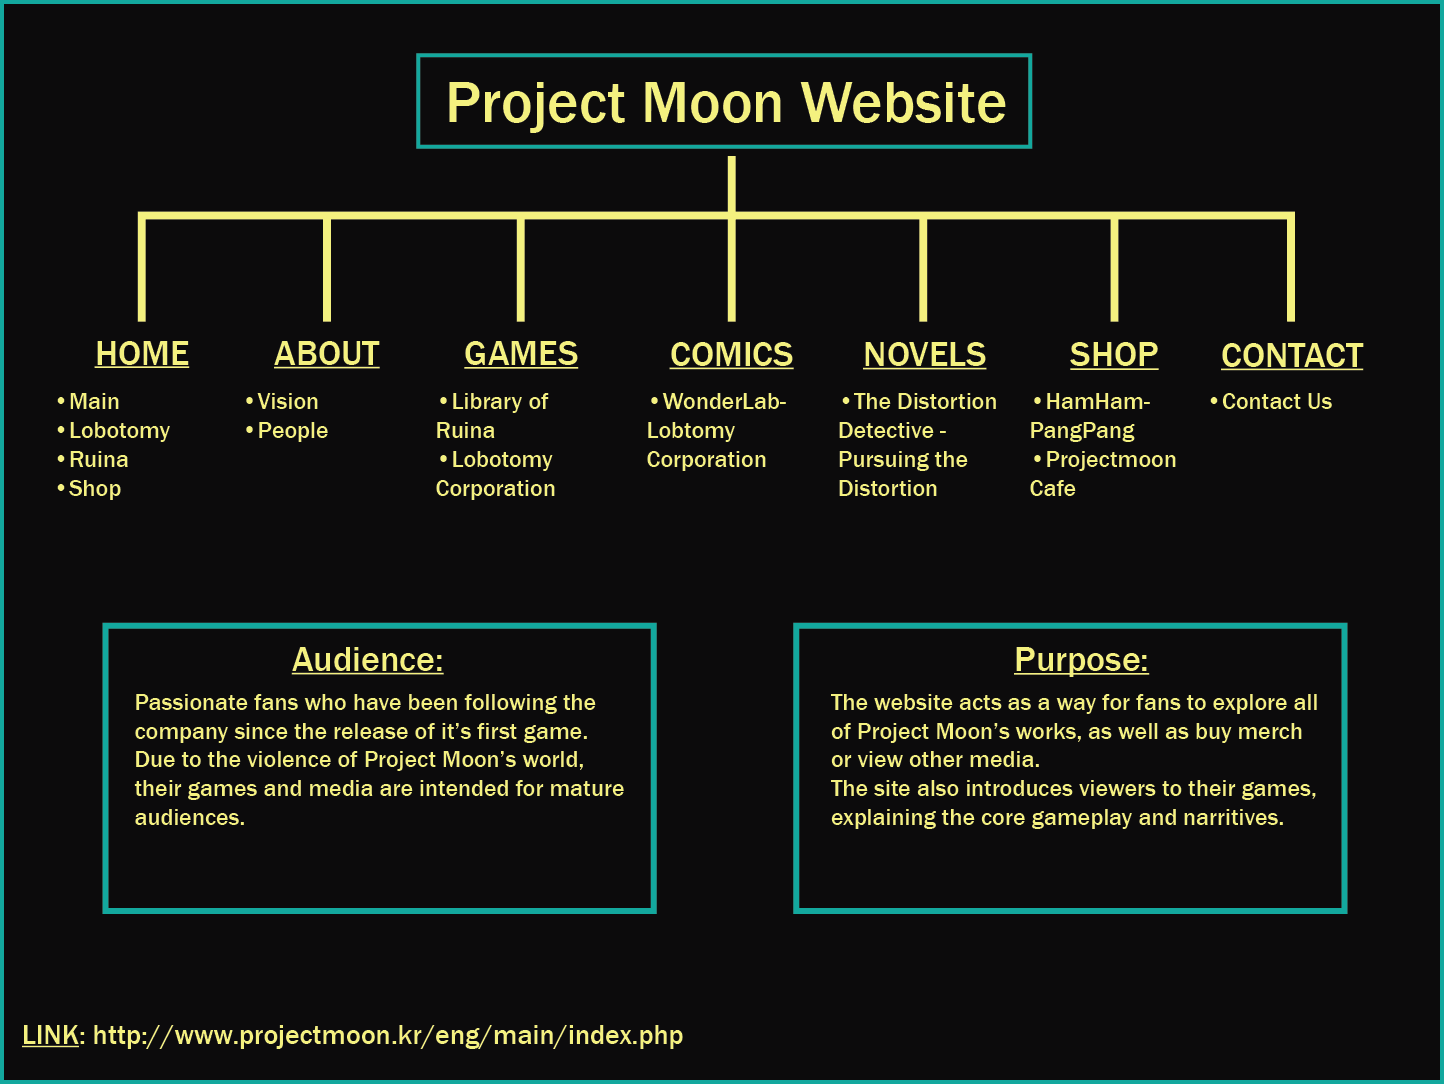 Project Moon Website
HOME
•Main
•Lobotomy
•Ruina
•Shop
ABOUT
•Vision
•People
GAMES
•Library of
Ruina
•Lobotomy
Corporation
COMICS
•WonderLab-
Lobtomy
Corporation
NOVELS
•The Distortion
Detective -
Pursuing the
Distortion
SHOP
•HamHam-
PangPang
•Projectmoon
Cafe
CONTACT
•Contact Us
Audience:
Passionate fans who have been following the
company since the release of it’s first game.
Due to the violence of Project Moon’s world,
their games and media are intended for mature
audiences.
Purpose:
The website acts as a way for fans to explore all
of Project Moon’s works, as well as buy merch
or view other media.
The site also introduces viewers to their games,
explaining the core gameplay and narritives.
LINK: http://www.projectmoon.kr/eng/main/index.php